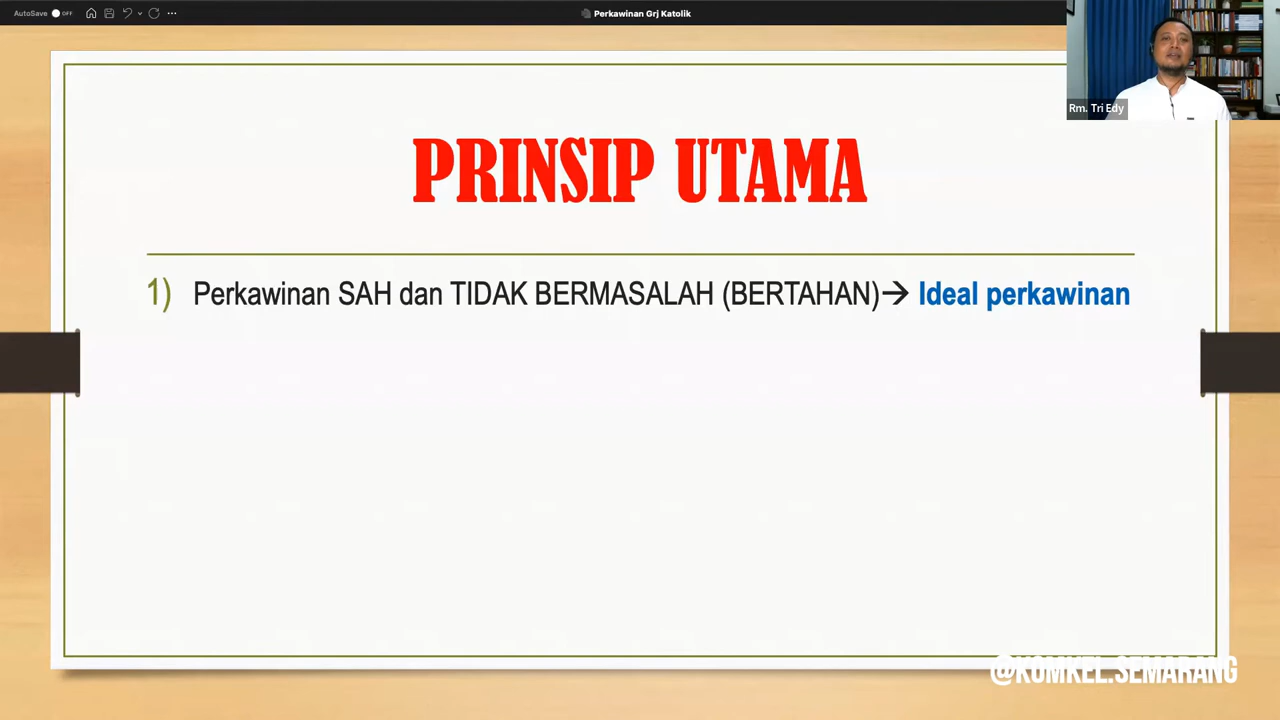 AutoSave OFF
Perkawinan Grj Katolik
Rm. Tri Edy
PRINSIP UTAMA
1) Perkawinan SAH dan TIDAK BERMASALAH (BERTAHAN)→ Ideal perkawinan
@KOMKEL.SEMARANG